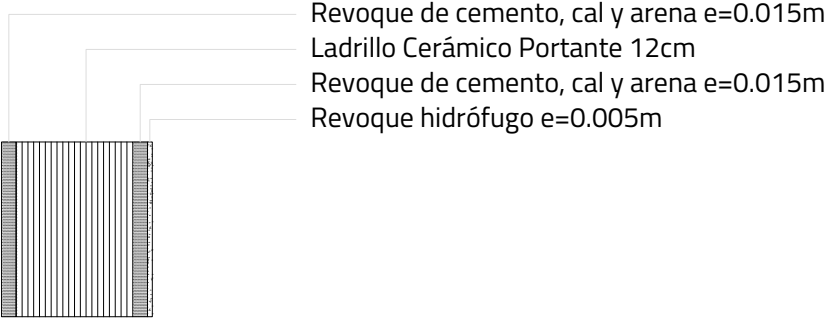 Revoque de cemento, cal y arena e=0.015m
Ladrillo Cerámico Portante 12cm
Revoque de cemento, cal y arena e=0.015m
Revoque hidrófugo e=0.005m